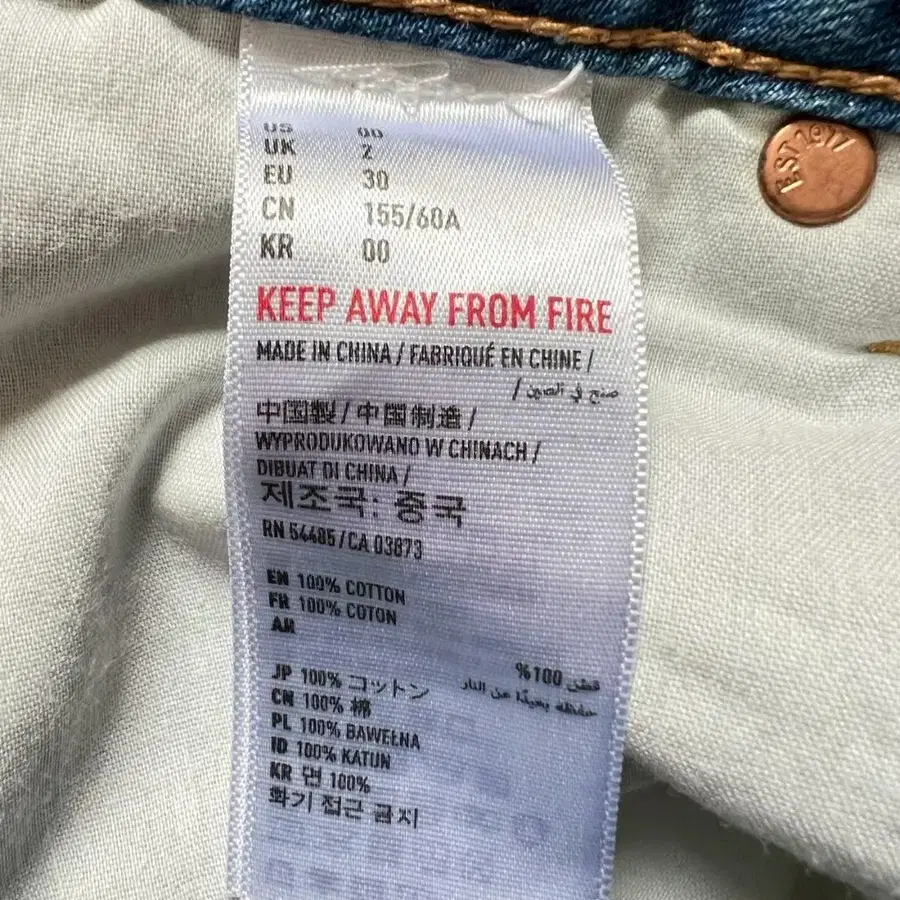 US 00
UK 2
EU 30
CN 155/60A
KR 00
KEEP AWAY FROM FIRE
MADE IN CHINA / FABRIQUÉ EN CHINE /
صنع في الصين /
中国製 / 中国制造 /
WYPRODUKOWANO W CHINACH /
DIBUAT DI CHINA /
제조국: 중국
RN 54485 / CA 03873
EN 100% COTTON
FR 100% COTON
AR
قطن 100%
حفظه بعيدًا عن النار
JP 100% コットン
CN 100% 棉
PL 100% BAWEŁNA
ID 100% KATUN
KR 면 100%
화기 접근 금지
EST 1977